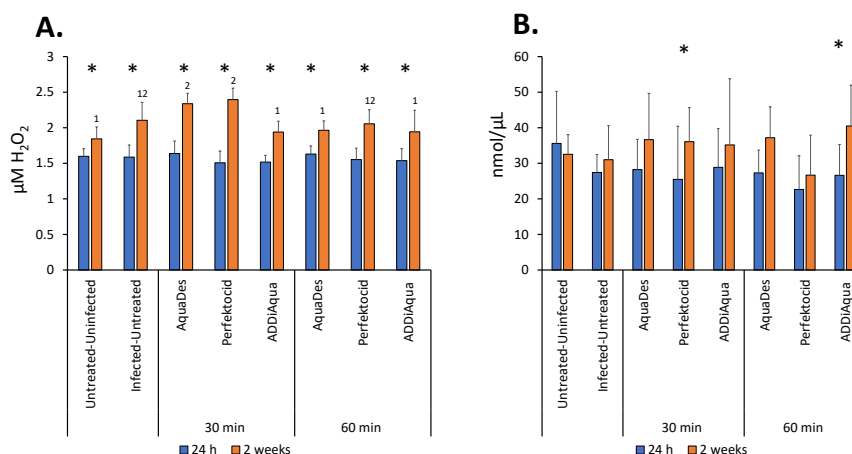 A.
3
2.5
2
1.5
1
0.5
0
µM H₂O₂
* * * * * * * *
1 12 2 2 1 1 12 1
Untreated-Uninfected
Infected-Untreated
AquaDes
Perfektocid
ADDiAqua
AquaDes
Perfektocid
ADDiAqua
30 min 60 min
24 h 2 weeks
B.
60
50
40
30
20
10
0
nmol/µL
* *
Untreated-Uninfected
Infected-Untreated
AquaDes
Perfektocid
ADDiAqua
AquaDes
Perfektocid
ADDiAqua
30 min 60 min
24 h 2 weeks